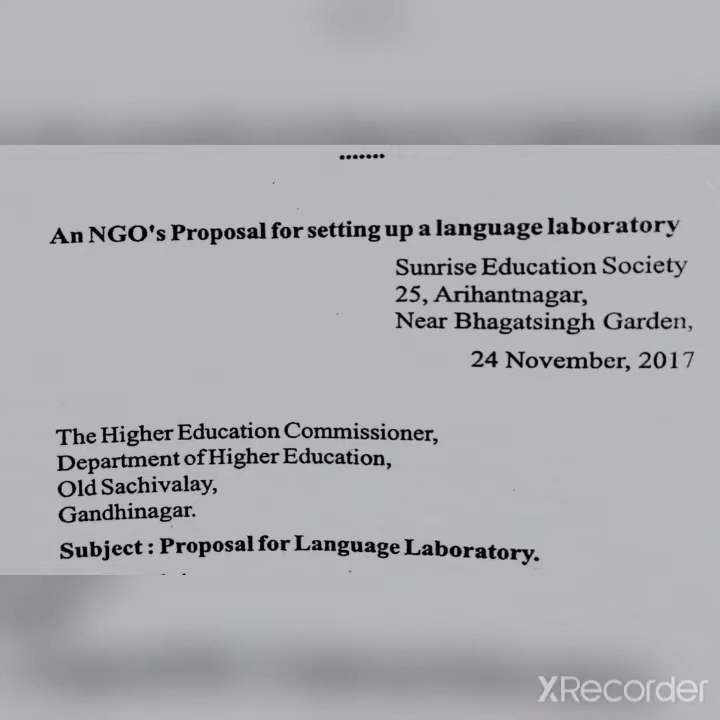 .......
An NGO's Proposal for setting up a language laboratory
Sunrise Education Society
25, Arihantnagar,
Near Bhagatsingh Garden,
24 November, 2017
The Higher Education Commissioner,
Department of Higher Education,
Old Sachivalay,
Gandhinagar.
Subject : Proposal for Language Laboratory.
XRecorder